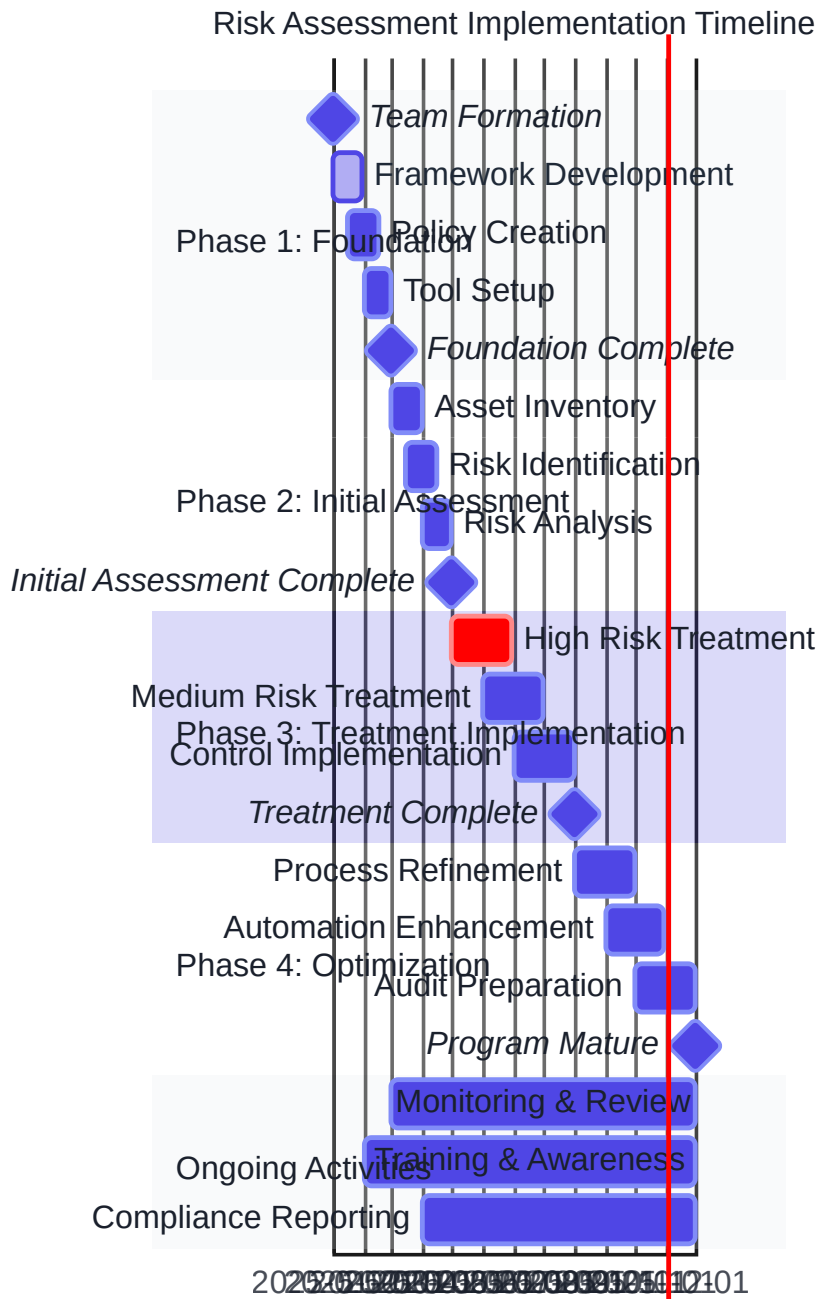 Risk Assessment Implementation Timeline
Team Formation
Framework Development
Policy Creation
Phase 1: Foundation
Tool Setup
Foundation Complete
Asset Inventory
Risk Identification
Phase 2: Initial Assessment
Risk Analysis
Initial Assessment Complete
High Risk Treatment
Medium Risk Treatment
Phase 3: Treatment Implementation
Control Implementation
Treatment Complete
Process Refinement
Automation Enhancement
Phase 4: Optimization
Audit Preparation
Program Mature
Monitoring & Review
Training & Awareness
Ongoing Activities
Compliance Reporting